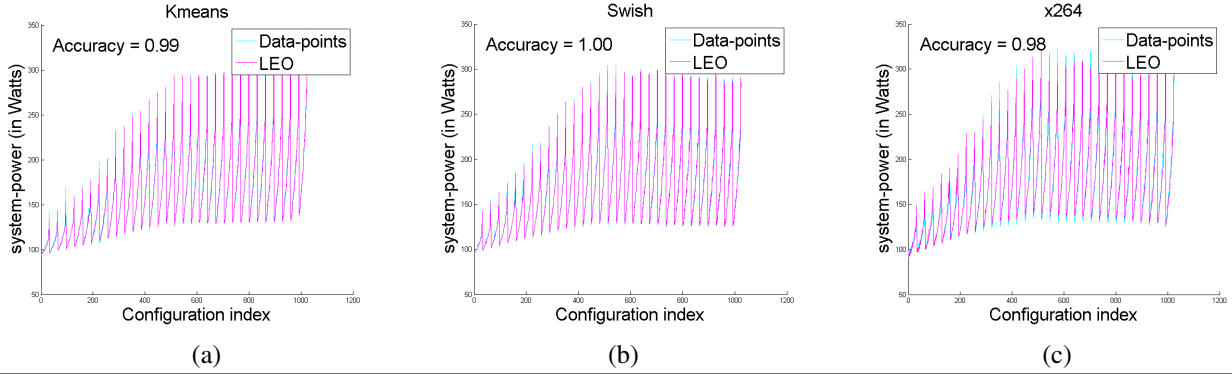 Kmeans
Accuracy = 0.99
Data-points
LEO
system-power (in Watts)
350
300
250
200
150
100
50
0
200
400
600
800
1000
1200
Configuration index
(a)
Swish
Accuracy = 1.00
Data-points
LEO
system-power (in Watts)
350
300
250
200
150
100
50
0
200
400
600
800
1000
1200
Configuration index
(b)
x264
Accuracy = 0.98
Data-points
LEO
system-power (in Watts)
350
300
250
200
150
100
50
0
200
400
600
800
1000
1200
Configuration index
(c)